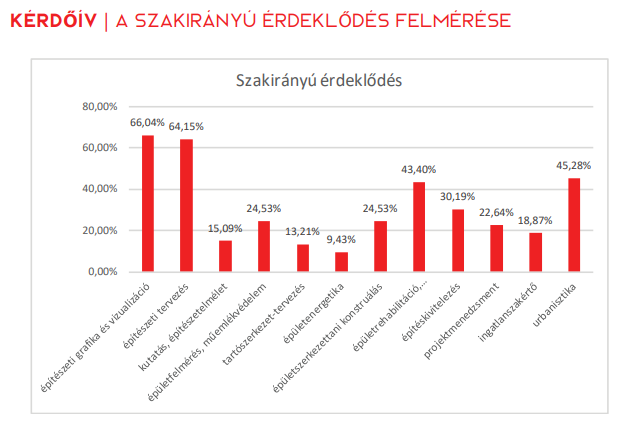 KÉRDŐÍV | A SZAKIRÁNYÚ ÉRDEKLŐDÉS FELMÉRÉSE
Szakirányú érdeklődés
80,00%
60,00%
40,00%
20,00%
0,00%
66,04%
64,15%
15,09%
24,53%
13,21%
9,43%
24,53%
43,40%
30,19%
22,64%
18,87%
45,28%
építészeti grafika és vizualizáció
építészeti tervezés
kutatás, építészetelmélet
épületfelmérés, műemlékvédelem
tartószerkezet-tervezés
épületenergetika
épületszerkezettani konstruálás
épületrehabilitáció,...
építéskivitelezés
projektmenedzsment
ingatlanszakértő
urbanisztika